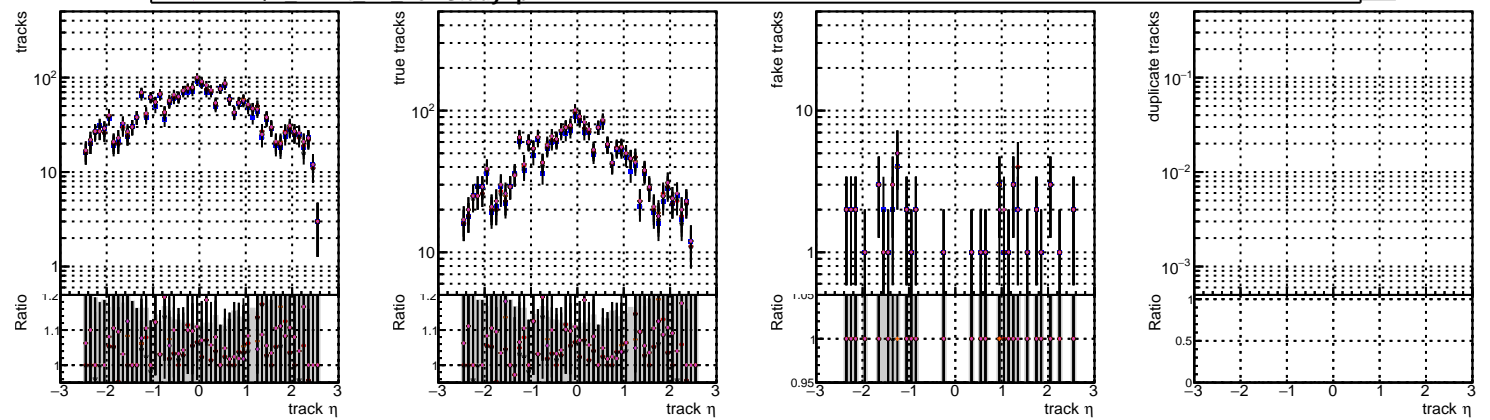 tracks
10²
10
1
1.2
1.1
1
Ratio
−3 −2 −1 0 1 2 3
track η
true tracks
10²
10
1.2
1.1
1
Ratio
−3 −2 −1 0 1 2 3
track η
fake tracks
10
1
1.05
1
0.95
Ratio
−3 −2 −1 0 1 2 3
track η
duplicate tracks
10⁻¹
10⁻²
10⁻³
1
0.5
0
Ratio
−3 −2 −1 0 1 2 3
track η